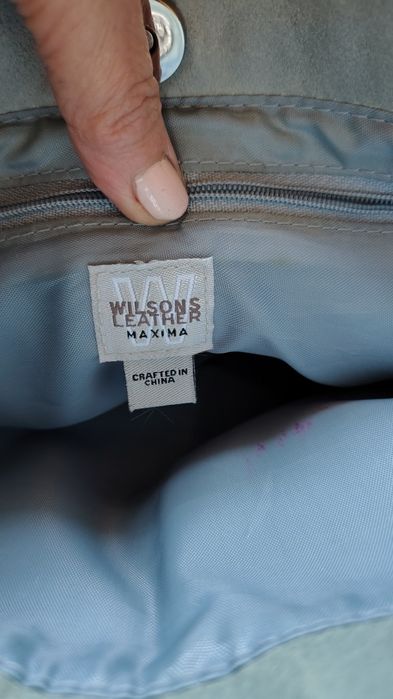 W
WILSONS
LEATHER
MAXIMA
CRAFTED IN
CHINA